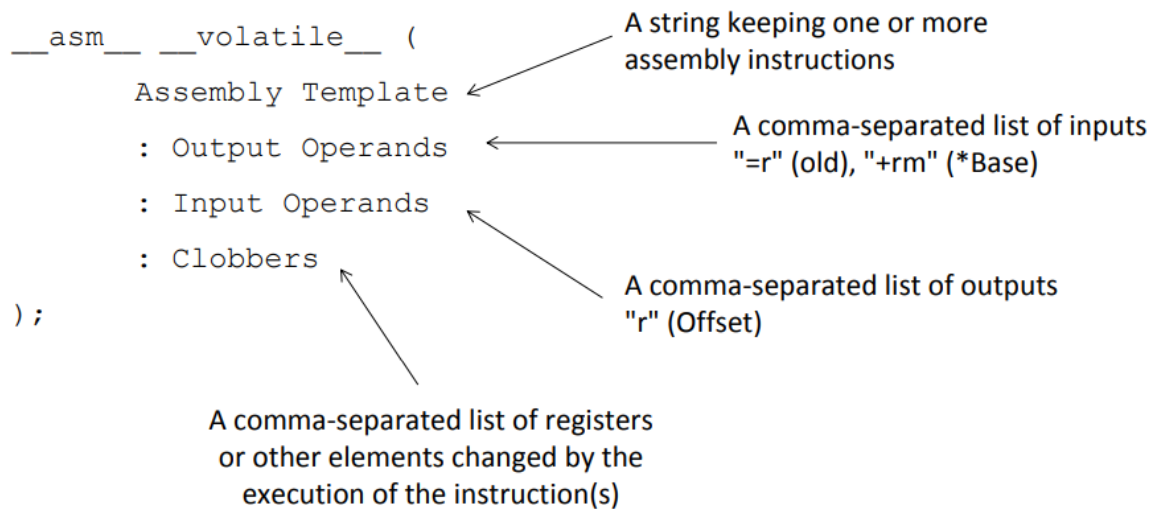 __asm__ __volatile__ (
A string keeping one or more
assembly instructions
Assembly Template
: Output Operands
A comma-separated list of inputs
"=r" (old), "+rm" (*Base)
: Input Operands
: Clobbers
A comma-separated list of outputs
"r" (Offset)
);
A comma-separated list of registers
or other elements changed by the
execution of the instruction(s)